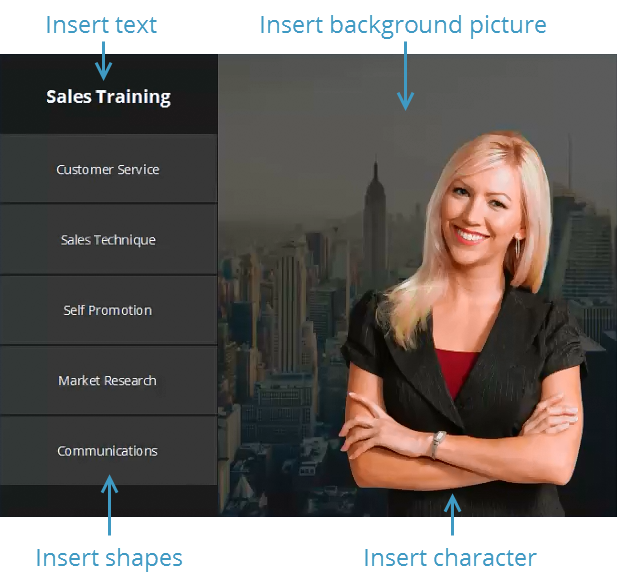 Insert text
Insert background picture
Sales Training
Customer Service
Sales Technique
Self Promotion
Market Research
Communications
Insert shapes
Insert character